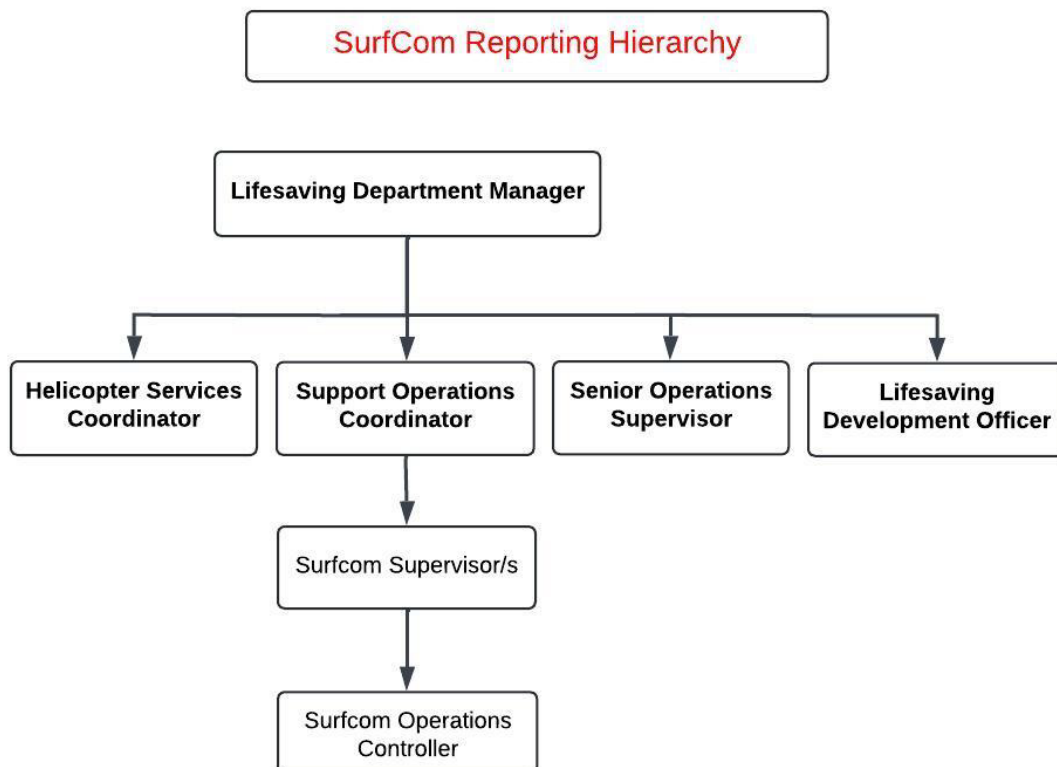 SurfCom Reporting Hierarchy
Lifesaving Department Manager
Helicopter Services
Coordinator
Support Operations
Coordinator
Senior Operations
Supervisor
Lifesaving
Development Officer
Surfcom Supervisor/s
Surfcom Operations
Controller